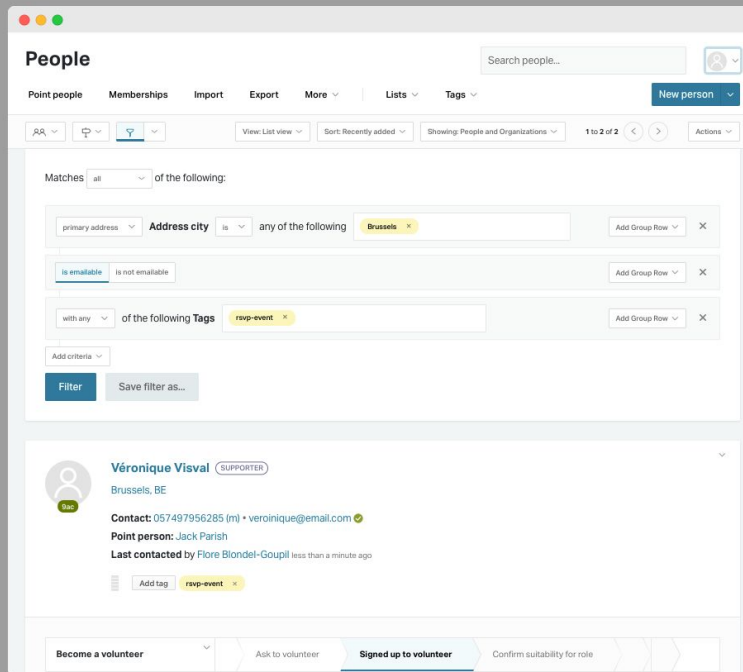 People
Search people...
Point people Memberships Import Export More Lists Tags New person
View: List view Sort: Recently added Showing: People and Organizations 1 to 2 of 2 Actions
Matches all of the following:
primary address Address city is any of the following Brussels × Add Group Row ×
is emailable is not emailable Add Group Row ×
with any of the following Tags rsvp-event × Add Group Row ×
Add criteria
Filter Save filter as...
Véronique Visval SUPPORTER
Brussels, BE
9ac
Contact: 057497956285 (m) • veroinique@email.com
Point person: Jack Parish
Last contacted by Flore Blondel-Goupil less than a minute ago
Add tag rsvp-event ×
Become a volunteer Ask to volunteer Signed up to volunteer Confirm suitability for role